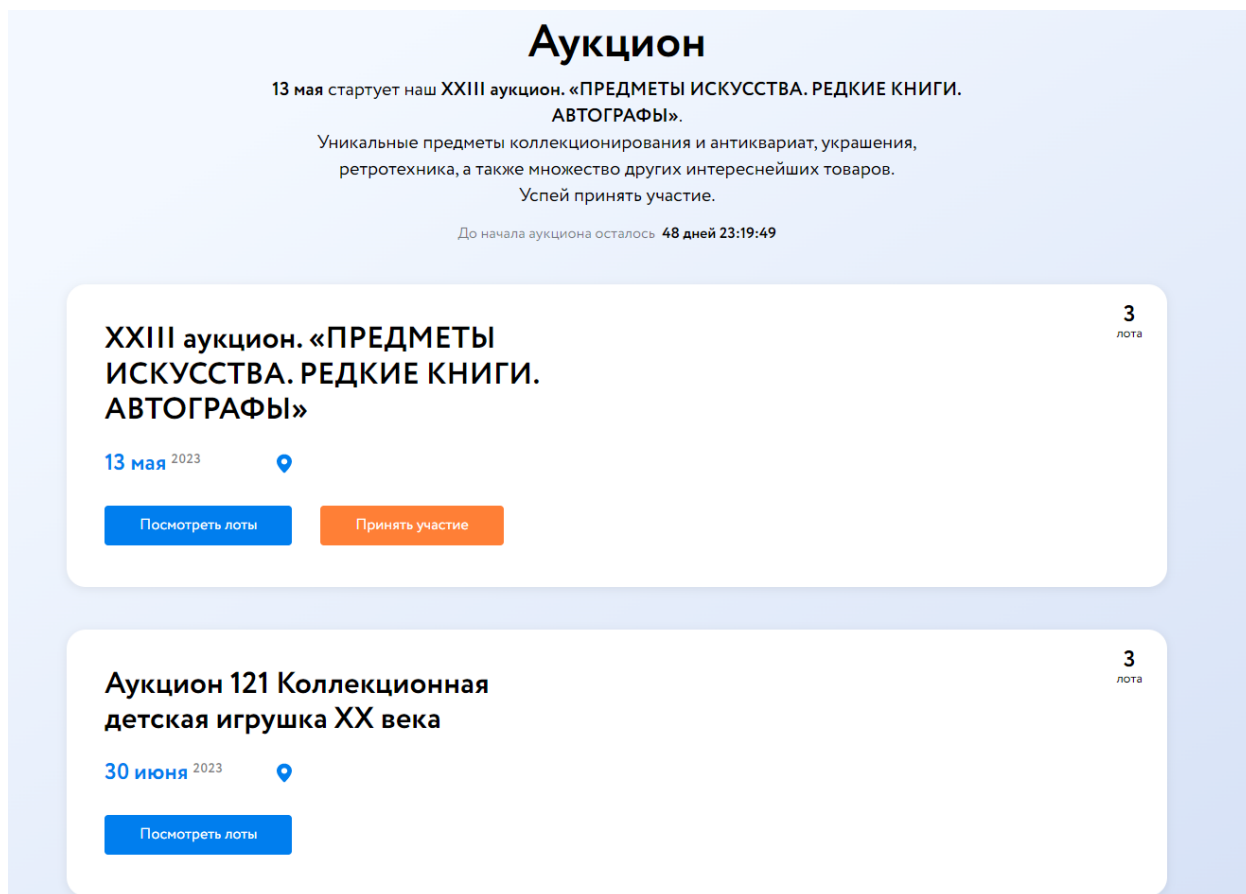 Аукцион
13 мая стартует наш XXIII аукцион. «ПРЕДМЕТЫ ИСКУССТВА. РЕДКИЕ КНИГИ.
АВТОГРАФЫ».
Уникальные предметы коллекционирования и антиквариат, украшения,
ретротехника, а также множество других интереснейших товаров.
Успей принять участие.
До начала аукциона осталось 48 дней 23:19:49
XXIII аукцион. «ПРЕДМЕТЫ
ИСКУССТВА. РЕДКИЕ КНИГИ.
АВТОГРАФЫ»
3
лота
13 мая 2023
Посмотреть лоты Принять участие
Аукцион 121 Коллекционная
детская игрушка XX века
3
лота
30 июня 2023
Посмотреть лоты